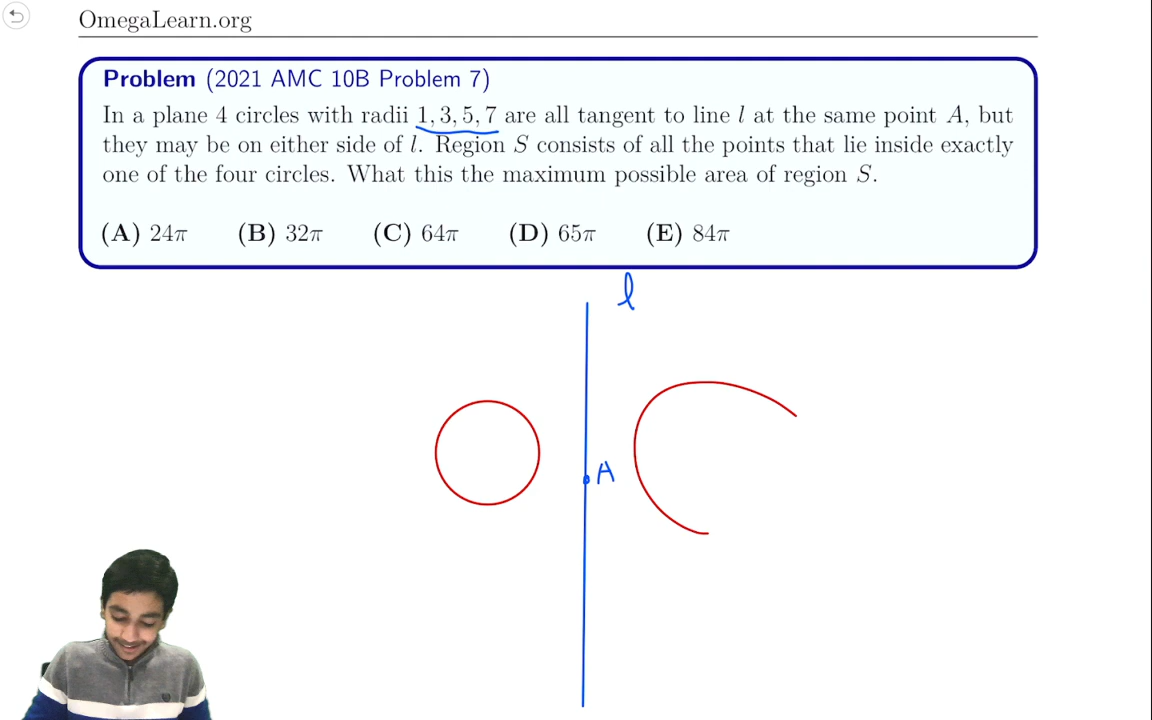 OmegaLearn.org
Problem (2021 AMC 10B Problem 7)
In a plane 4 circles with radii 1, 3, 5, 7 are all tangent to line l at the same point A, but
they may be on either side of l. Region S consists of all the points that lie inside exactly
one of the four circles. What this the maximum possible area of region S.
(A) 24π (B) 32π (C) 64π (D) 65π (E) 84π
l
A